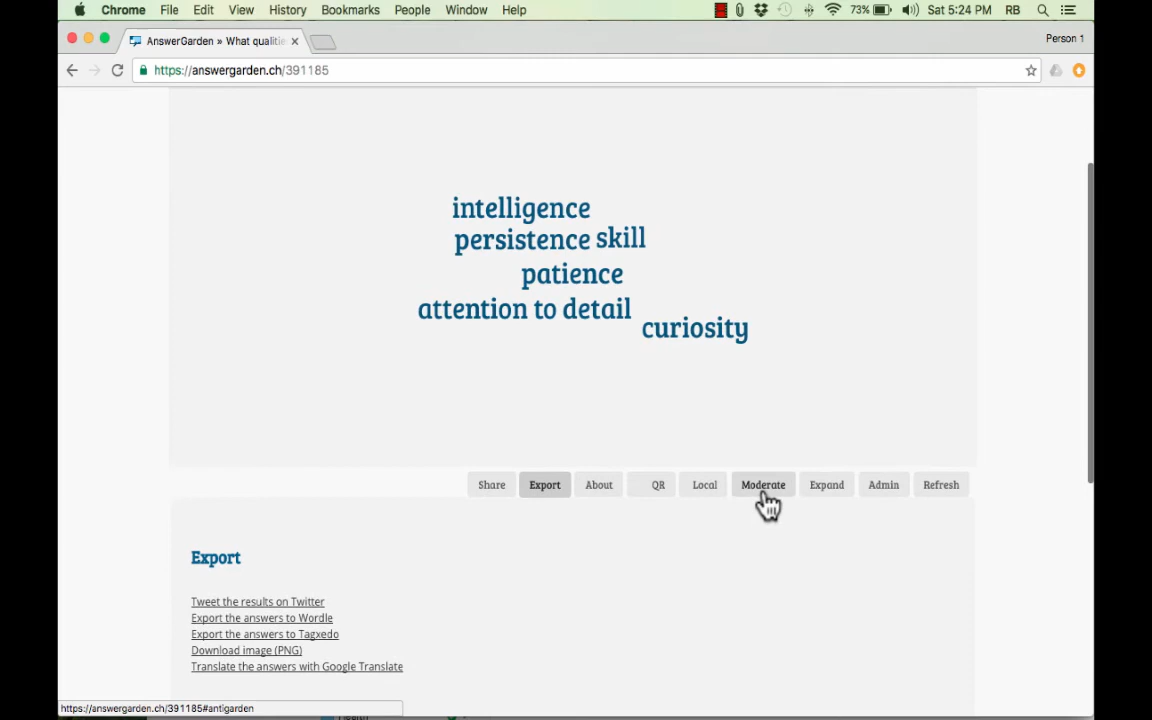 Chrome File Edit View History Bookmarks People Window Help 73% Sat 5:24 PM RB
AnswerGarden » What qualitie
Person 1
https://answergarden.ch/391185
intelligence
persistence skill
patience
attention to detail
curiosity
Share Export About QR Local Moderate Expand Admin Refresh
Export
Tweet the results on Twitter
Export the answers to Wordle
Export the answers to Tagxedo
Download image (PNG)
Translate the answers with Google Translate
https://answergarden.ch/391185#antigarden